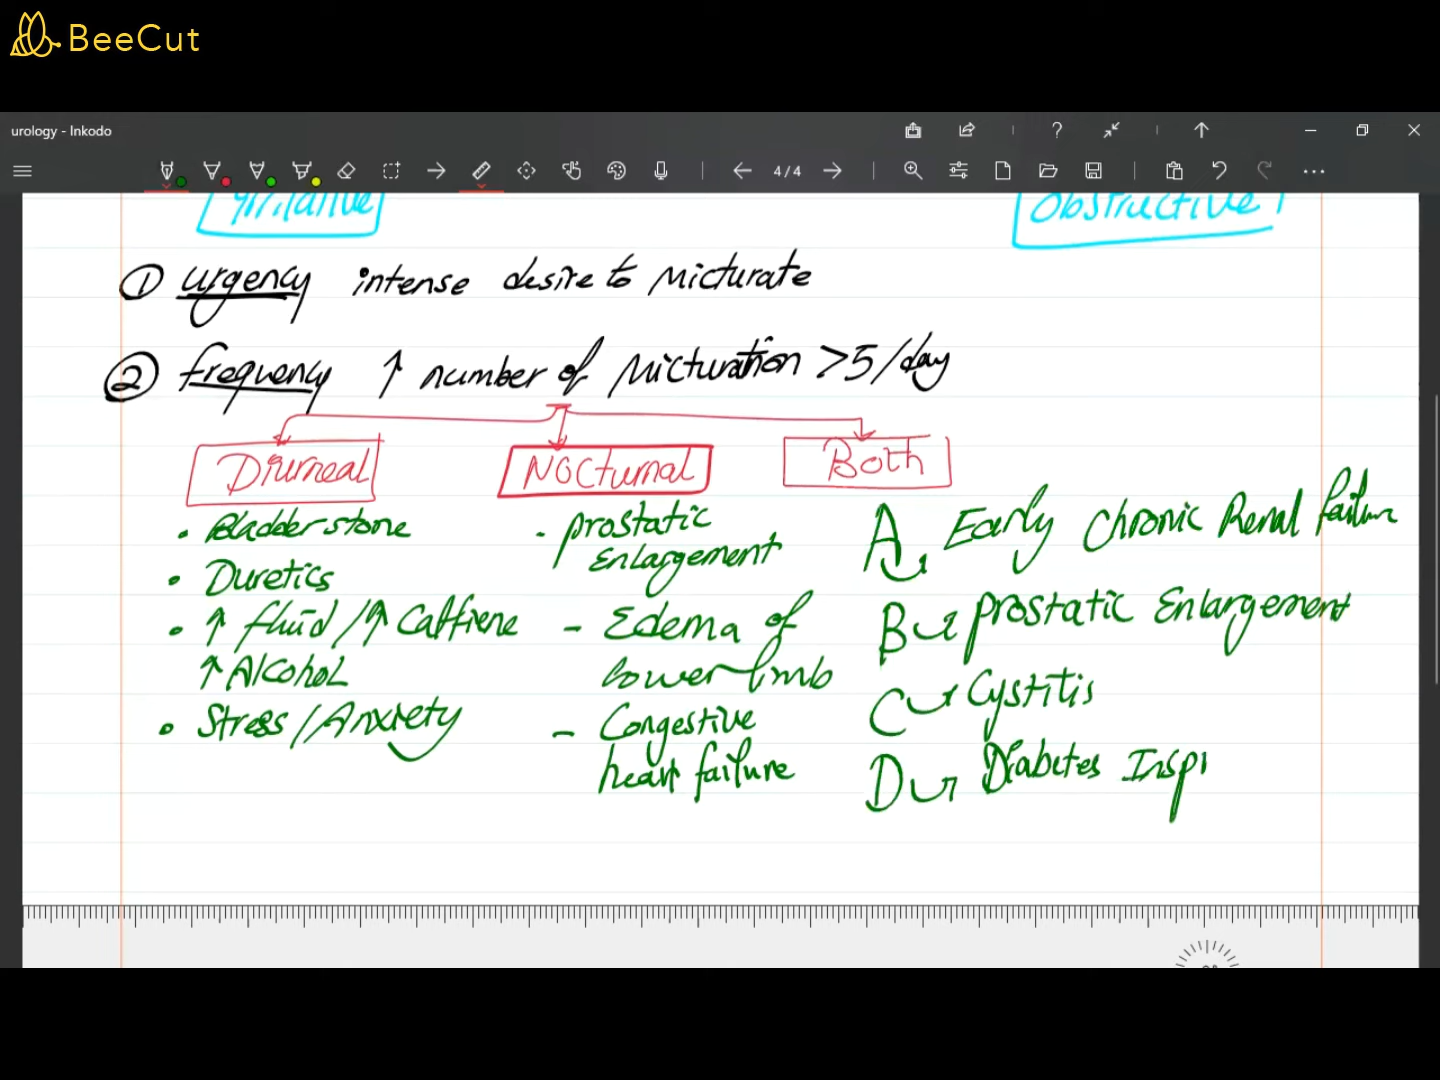 BeeCut
urology - Inkodo
4/4
Irritative
Obstructive
① urgency intense desire to Micturate
② frequency ↑ number of Micturation >5/day
Diurneal
Nocturnal
Both
• Bladder stone
• Duretics
• ↑ fluid/↑ Caffiene
↑ Alcohol
• Stress/Anxiety
- prostatic
Enlargement
- Edema of
lower limb
- Congestive
heart failure
A Early Chronic Renal failure
B prostatic Enlargement
C Cystitis
D Diabetes Inspi